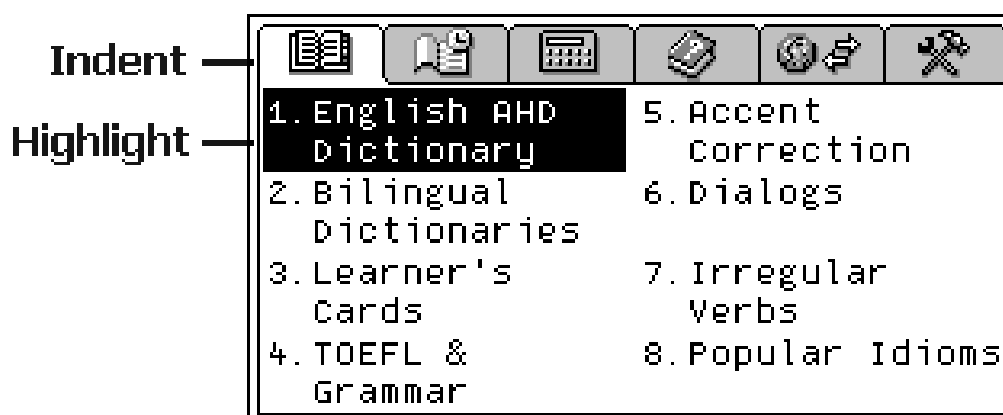 Indent
Highlight
1. English AHD
Dictionary
2. Bilingual
Dictionaries
3. Learner's
Cards
4. TOEFL &
Grammar
5. Accent
Correction
6. Dialogs
7. Irregular
Verbs
8. Popular Idioms